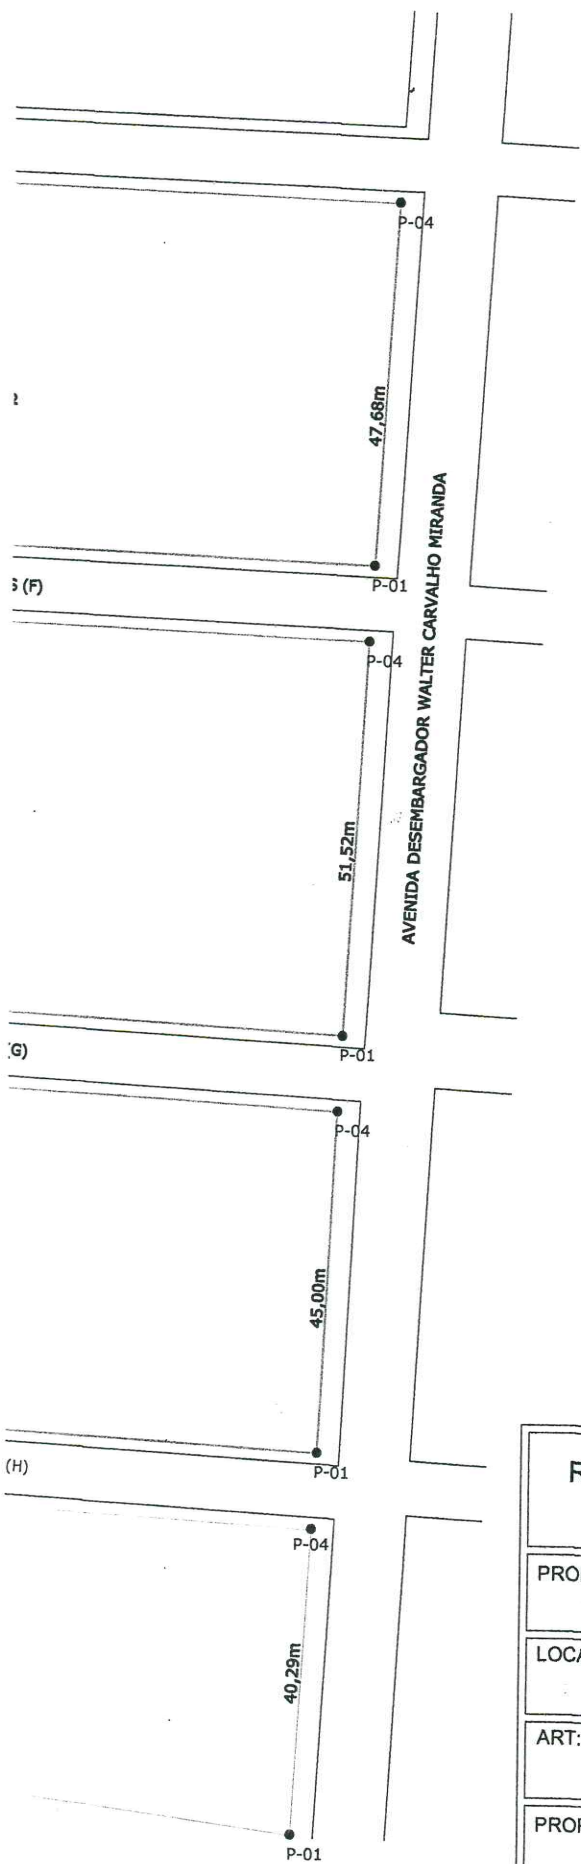 P-04
47,68m
P-01
(F)
AVENIDA DESEMBARGADOR WALTER CARVALHO MIRANDA
P-04
51,52m
P-01
(G)
P-04
45,00m
P-01
(H)
P-04
40,29m
P-01
ART: